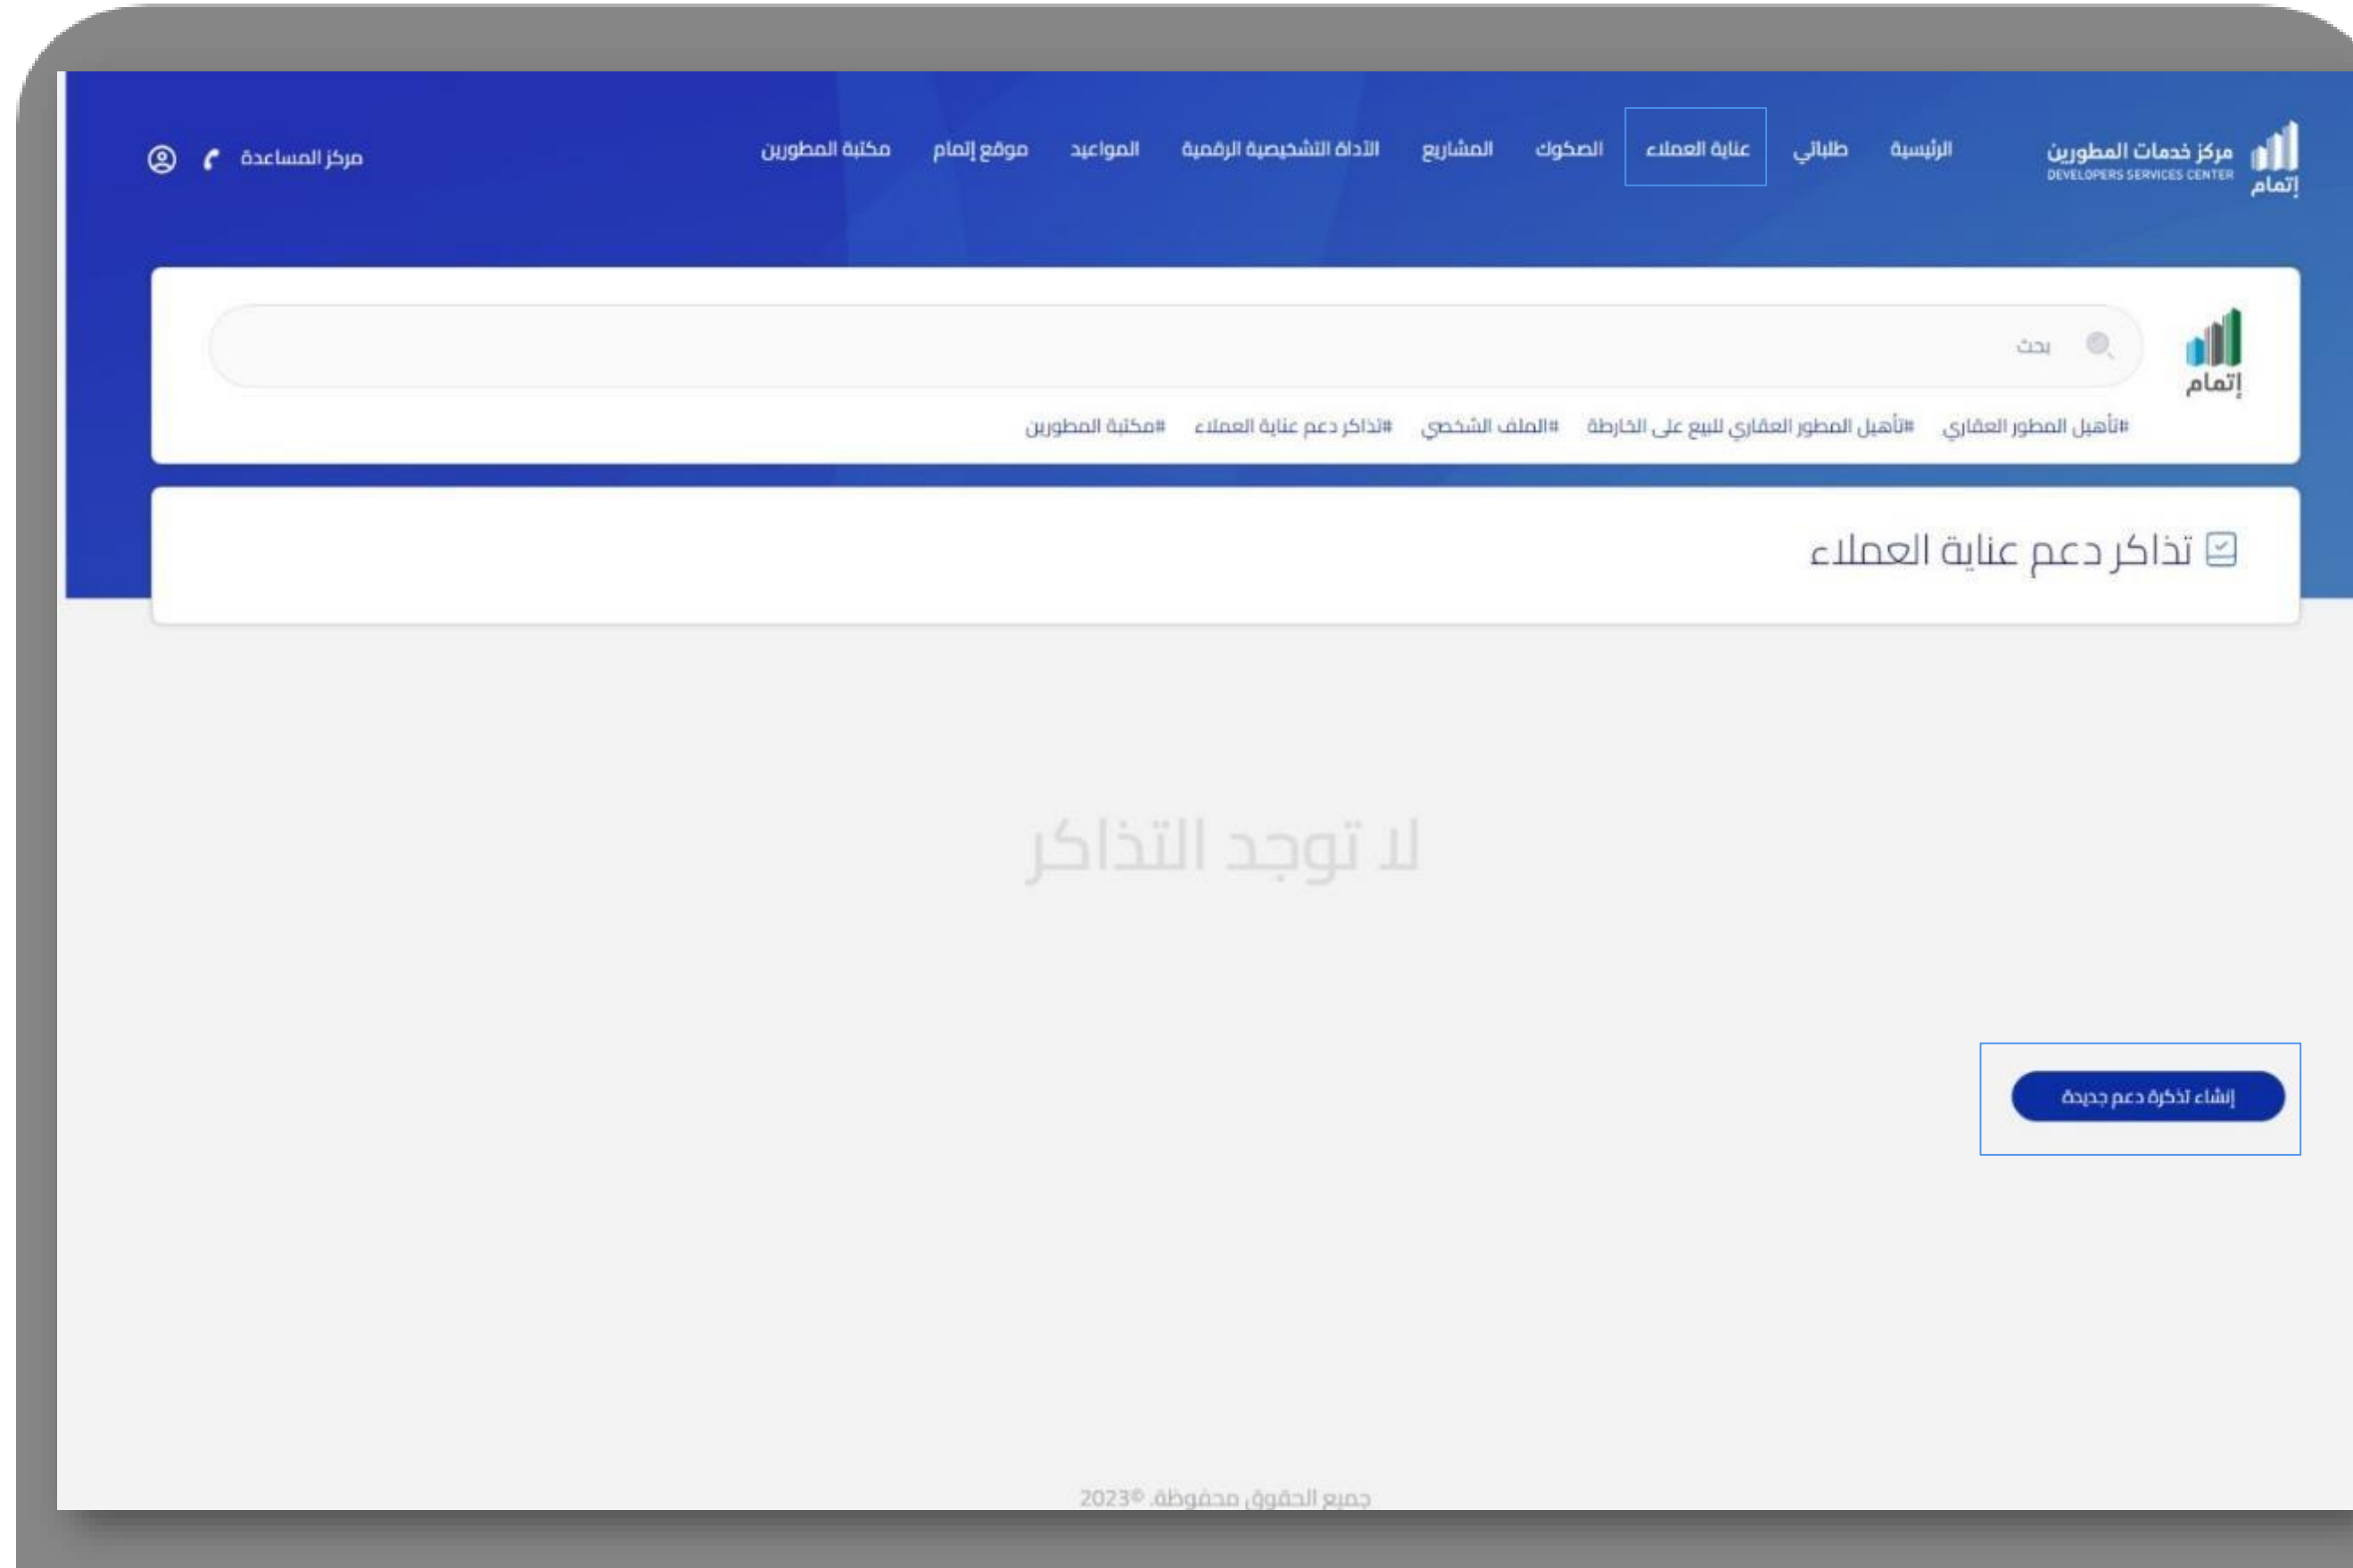 مركز خدمات المطورين
DEVELOPERS SERVICES CENTER
إتمام
الرئيسية طلباتي عناية العملاء الصكوك المشاريع الآداة التشخيصية الرقمية المواعيد موقع إتمام مكتبة المطورين
مركز المساعدة
بحث
إتمام
#تأهيل المطور العقاري #تأهيل المطور العقاري للبيع على الخارطة #الملف الشخصي #تذاكر دعم عناية العملاء #مكتبة المطورين
تذاكر دعم عناية العملاء
لا توجد التذاكر
إنشاء تذكرة دعم جديدة
جميع الحقوق محفوظة. ©2023